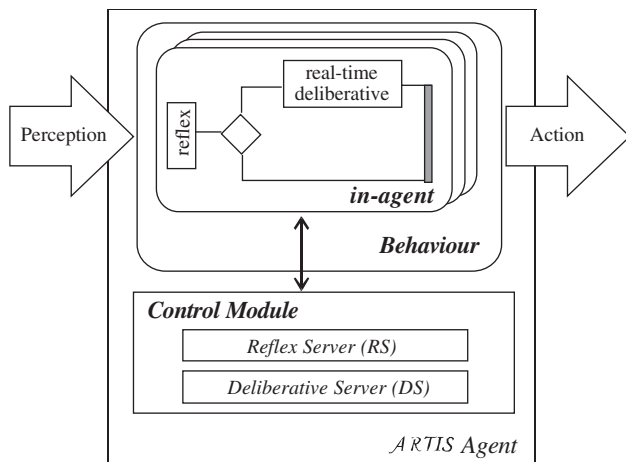 real-time
deliberative
reflex
Perception
Action
in-agent
Behaviour
Control Module
Reflex Server (RS)
Deliberative Server (DS)
ARTIS Agent